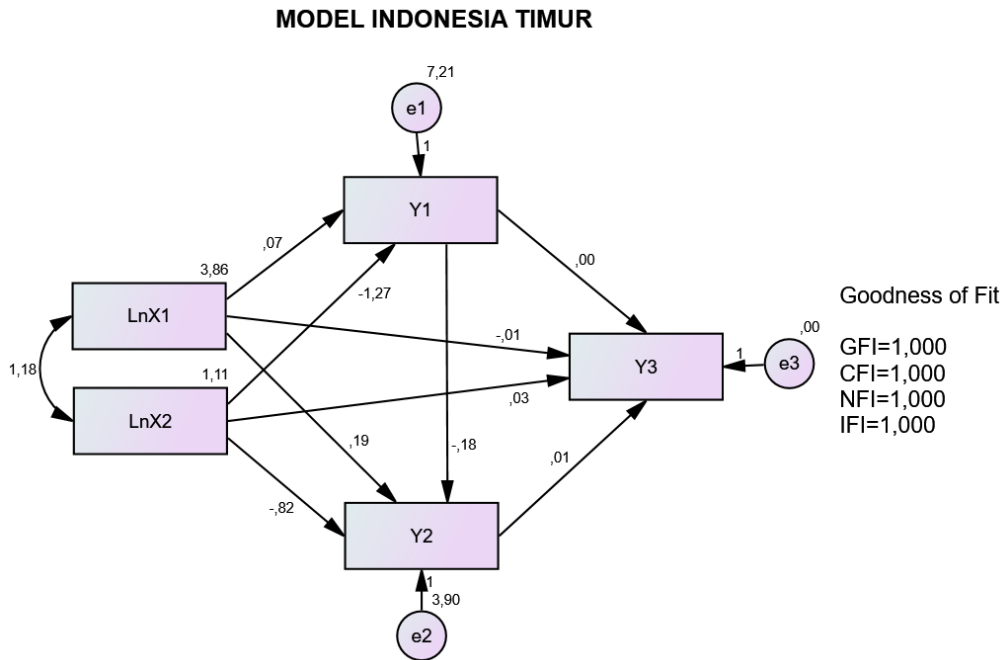 MODEL INDONESIA TIMUR
7,21
e1
1
Y1
,07
3,86
LnX1
-1,27
,00
-,01
1,18
1,11
LnX2
,03
Y3
1
,00
e3
Goodness of Fit
GFI=1,000
CFI=1,000
NFI=1,000
IFI=1,000
,19
-,18
,01
-,82
Y2
1
3,90
e2